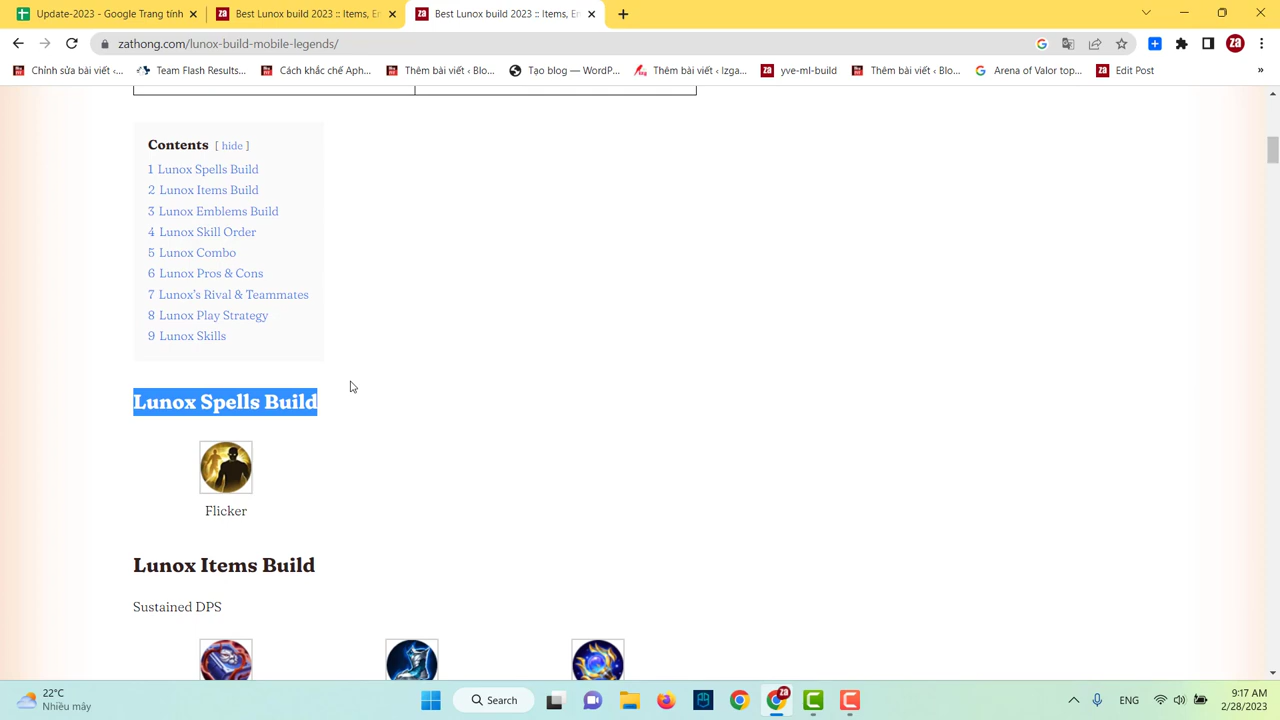 Update-2023 - Google Trang tính
Best Lunox build 2023 :: Items, Em
Best Lunox build 2023 :: Items, Em
zathong.com/lunox-build-mobile-legends/
Chỉnh sửa bài viết ‹...
Team Flash Results...
Cách khắc chế Aph...
Thêm bài viết ‹ Blo...
Tạo blog — WordP...
Thêm bài viết ‹ Izga...
yve-ml-build
Thêm bài viết ‹ Blo...
Arena of Valor top...
Edit Post
»
Contents [ hide ]
1 Lunox Spells Build
2 Lunox Items Build
3 Lunox Emblems Build
4 Lunox Skill Order
5 Lunox Combo
6 Lunox Pros & Cons
7 Lunox's Rival & Teammates
8 Lunox Play Strategy
9 Lunox Skills
Lunox Spells Build
Flicker
Lunox Items Build
Sustained DPS
22°C
Nhiều mây
Search
ENG
9:17 AM
2/28/2023